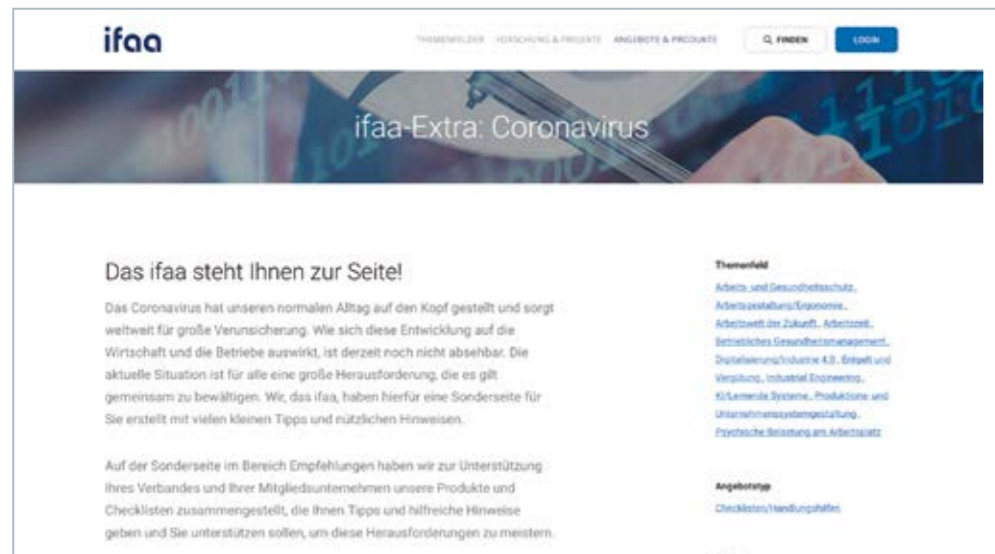 ifaa
THEMENFELDER FORSCHUNG & PROJEKTE ANGEBOTE & PRODUKTE FINDEN LOGIN
ifaa-Extra: Coronavirus
Das ifaa steht Ihnen zur Seite!
Das Coronavirus hat unseren normalen Alltag auf den Kopf gestellt und sorgt
weltweit für große Verunsicherung. Wie sich diese Entwicklung auf die
Wirtschaft und die Betriebe auswirkt, ist derzeit noch nicht absehbar. Die
aktuelle Situation ist für alle eine große Herausforderung, die es gilt
gemeinsam zu bewältigen. Wir, das ifaa, haben hierfür eine Sonderseite für
Sie erstellt mit vielen kleinen Tipps und nützlichen Hinweisen.
Auf der Sonderseite im Bereich Empfehlungen haben wir zur Unterstützung
Ihres Verbandes und Ihrer Mitgliedsunternehmen unsere Produkte und
Checklisten zusammengestellt, die Ihnen Tipps und hilfreiche Hinweise
geben und Sie unterstützen sollen, um diese Herausforderungen zu meistern.
Themenfeld
Arbeits- und Gesundheitsschutz,
Arbeitsgestaltung/Ergonomie,
Arbeitswelt der Zukunft, Arbeitszeit,
Betriebliches Gesundheitsmanagement,
Digitalisierung/Industrie 4.0, Entgelt und
Vergütung, Industrial Engineering,
KI/Lernende Systeme, Produktions- und
Unternehmenssystemgestaltung,
Psychische Belastung am Arbeitsplatz
Angebotstyp
Checklisten/Handlungshilfen